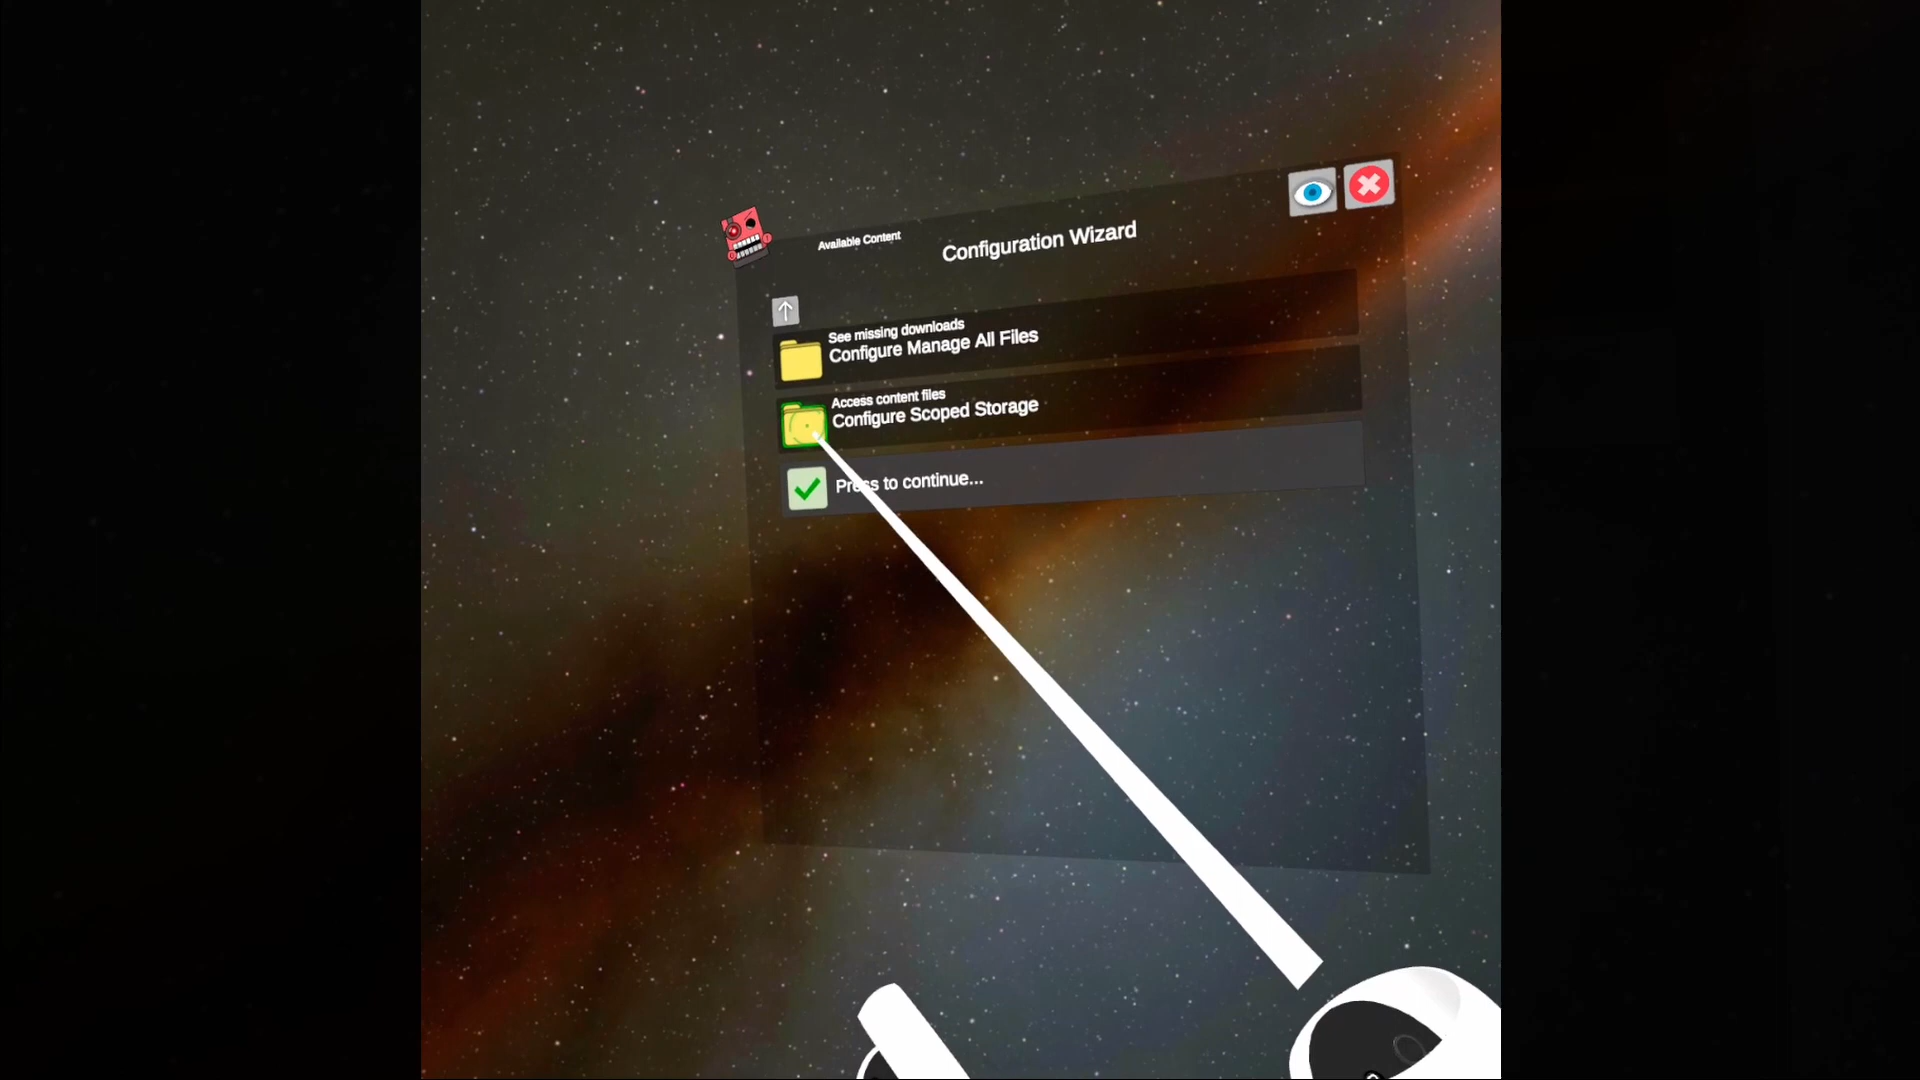 Available Content
Configuration Wizard
See missing downloads
Configure Manage All Files
Access content files
Configure Scoped Storage
Press to continue...